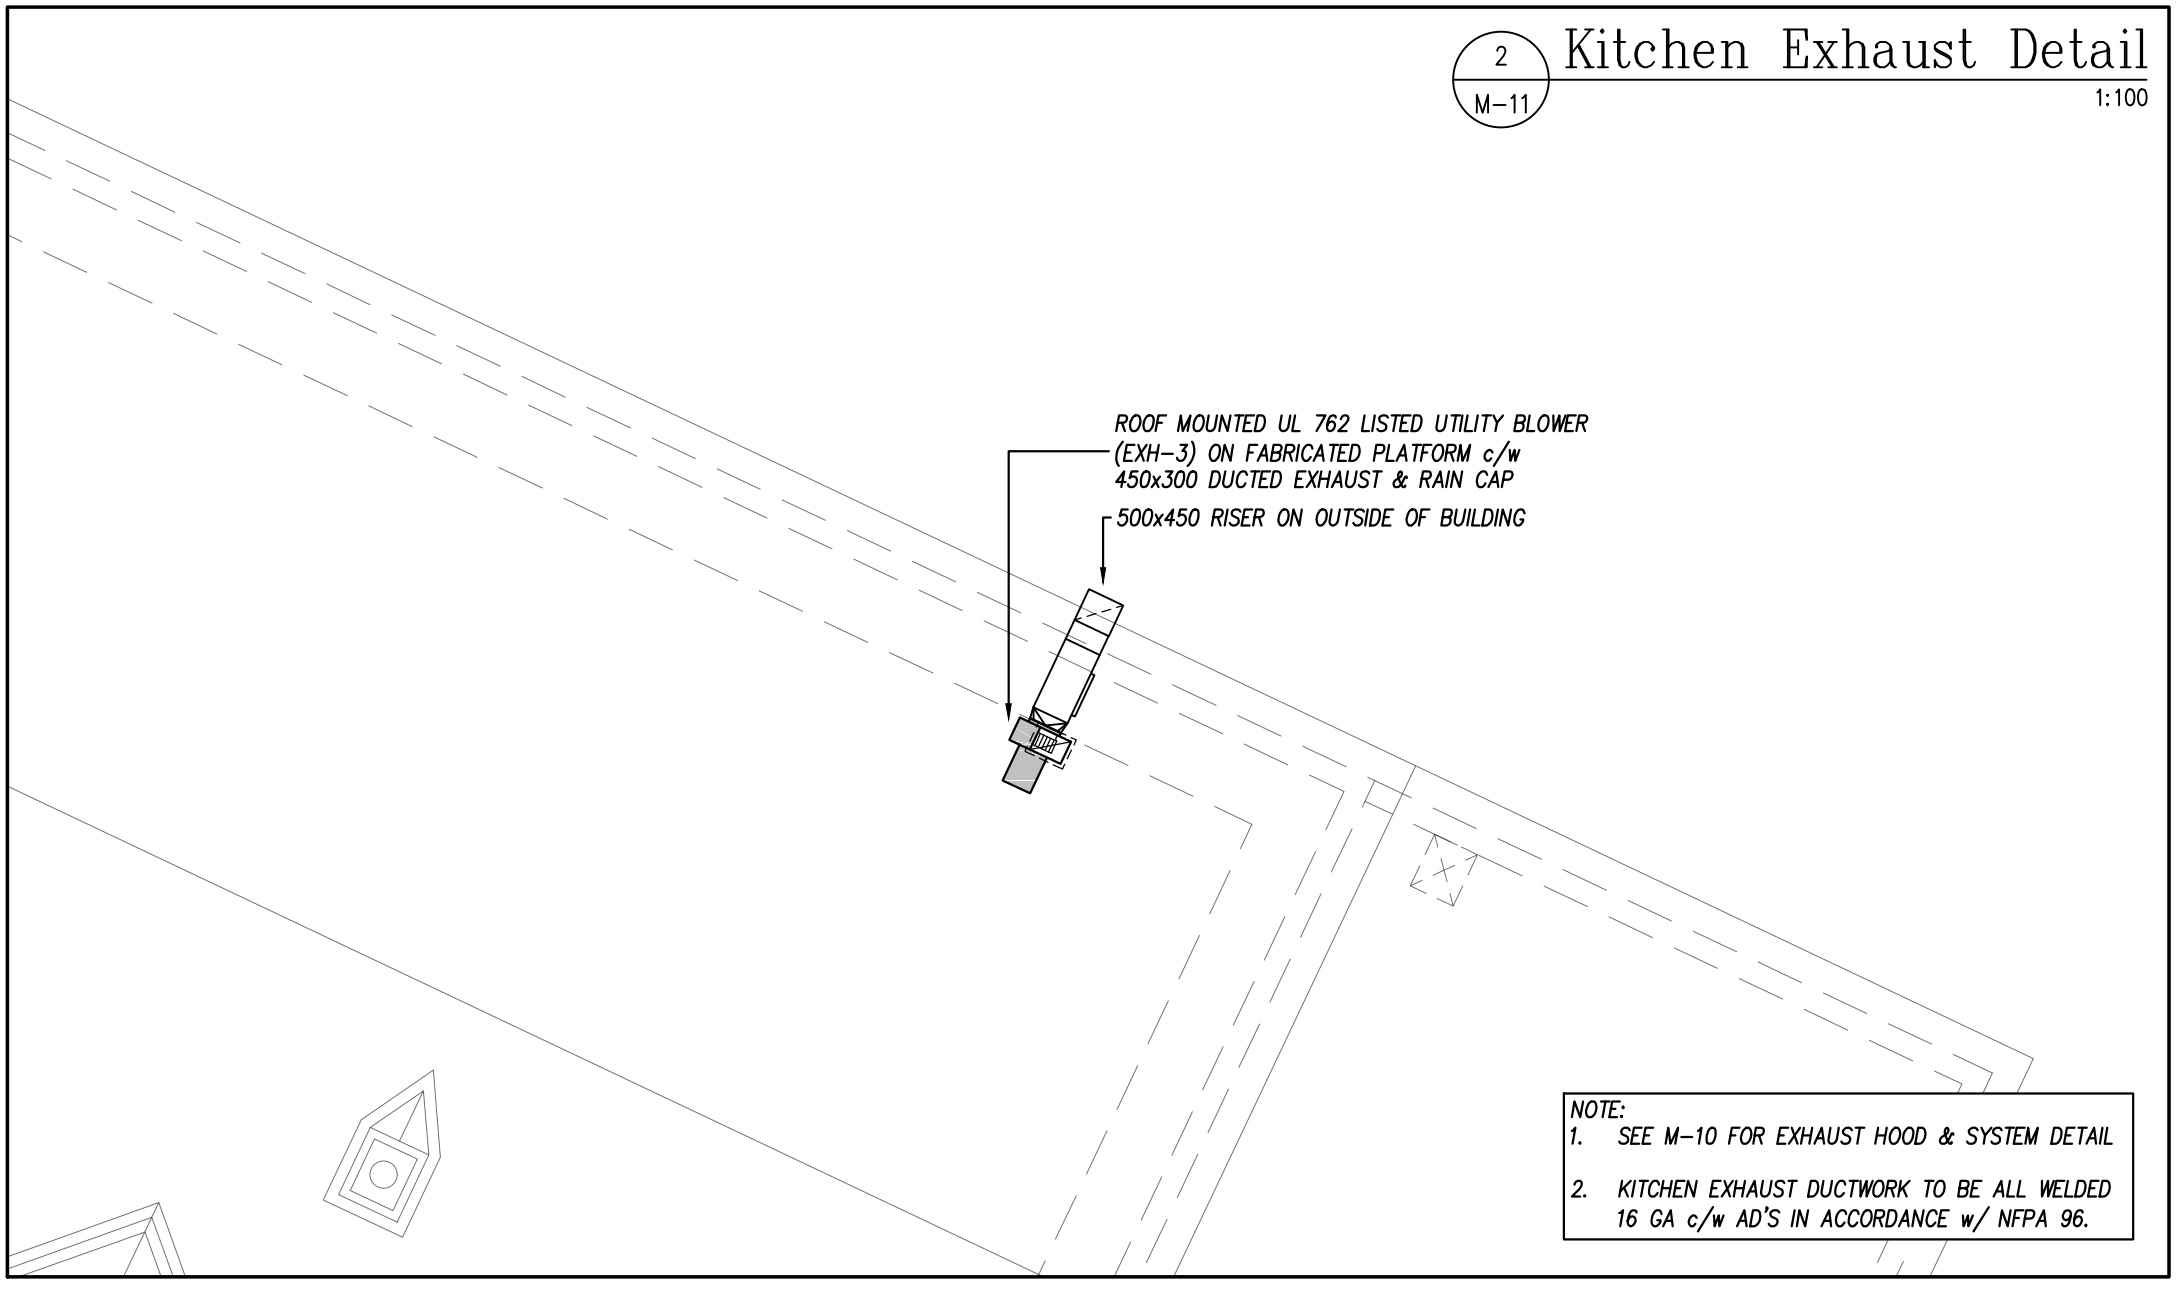 2
M-11
Kitchen Exhaust Detail
1:100
ROOF MOUNTED UL 762 LISTED UTILITY BLOWER
(EXH-3) ON FABRICATED PLATFORM c/w
450x300 DUCTED EXHAUST & RAIN CAP
500x450 RISER ON OUTSIDE OF BUILDING
NOTE:
1. SEE M-10 FOR EXHAUST HOOD & SYSTEM DETAIL
2. KITCHEN EXHAUST DUCTWORK TO BE ALL WELDED
16 GA c/w AD'S IN ACCORDANCE w/ NFPA 96.